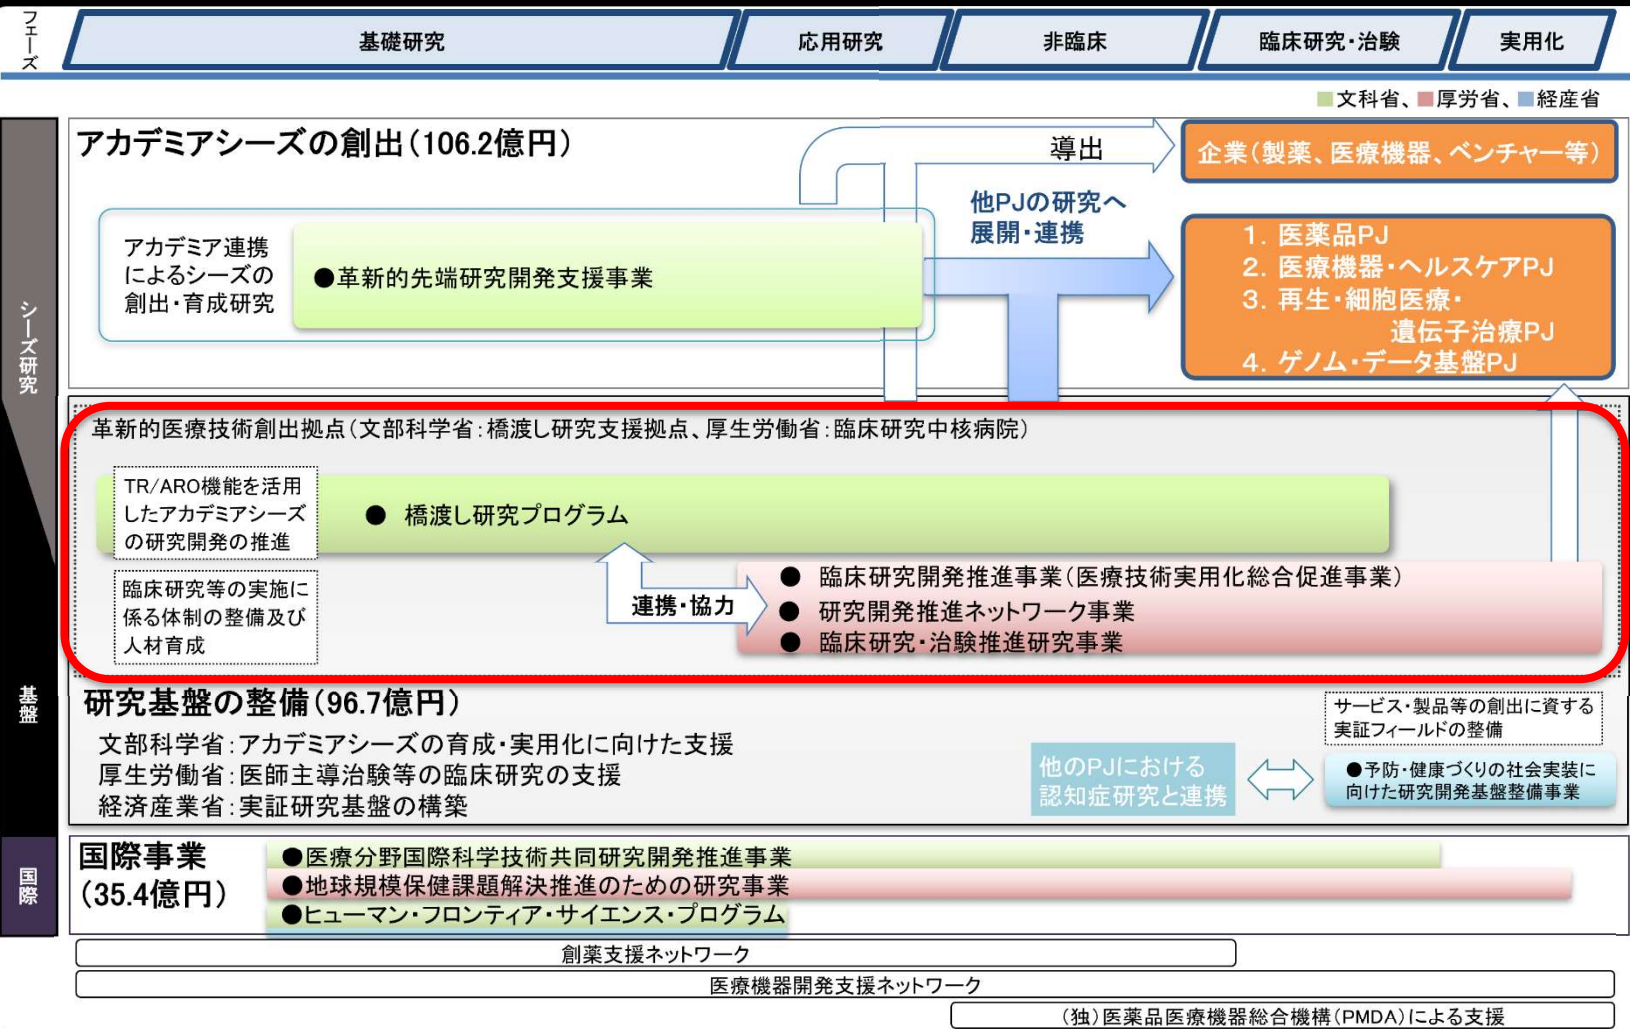 フェーズ
基礎研究
応用研究
非臨床
臨床研究・治験
実用化
■文科省、■厚労省、■経産省
シーズ研究
アカデミアシーズの創出（106.2億円）
導出
企業（製薬、医療機器、ベンチャー等）
他PJの研究へ
展開・連携
アカデミア連携
によるシーズの
創出・育成研究
●革新的先端研究開発支援事業
1. 医薬品PJ
2. 医療機器・ヘルスケアPJ
3. 再生・細胞医療・
遺伝子治療PJ
4. ゲノム・データ基盤PJ
革新的医療技術創出拠点（文部科学省：橋渡し研究支援拠点、厚生労働省：臨床研究中核病院）
TR/ARO機能を活用
したアカデミアシーズ
の研究開発の推進
● 橋渡し研究プログラム
臨床研究等の実施に
係る体制の整備及び
人材育成
連携・協力
● 臨床研究開発推進事業（医療技術実用化総合促進事業）
● 研究開発推進ネットワーク事業
● 臨床研究・治験推進研究事業
基盤
研究基盤の整備（96.7億円）
文部科学省：アカデミアシーズの育成・実用化に向けた支援
厚生労働省：医師主導治験等の臨床研究の支援
経済産業省：実証研究基盤の構築
他のPJにおける
認知症研究と連携
サービス・製品等の創出に資する
実証フィールドの整備
●予防・健康づくりの社会実装に
向けた研究開発基盤整備事業
国際
国際事業
（35.4億円）
●医療分野国際科学技術共同研究開発推進事業
●地球規模保健課題解決推進のための研究事業
●ヒューマン・フロンティア・サイエンス・プログラム
創薬支援ネットワーク
医療機器開発支援ネットワーク
（独）医薬品医療機器総合機構（PMDA）による支援